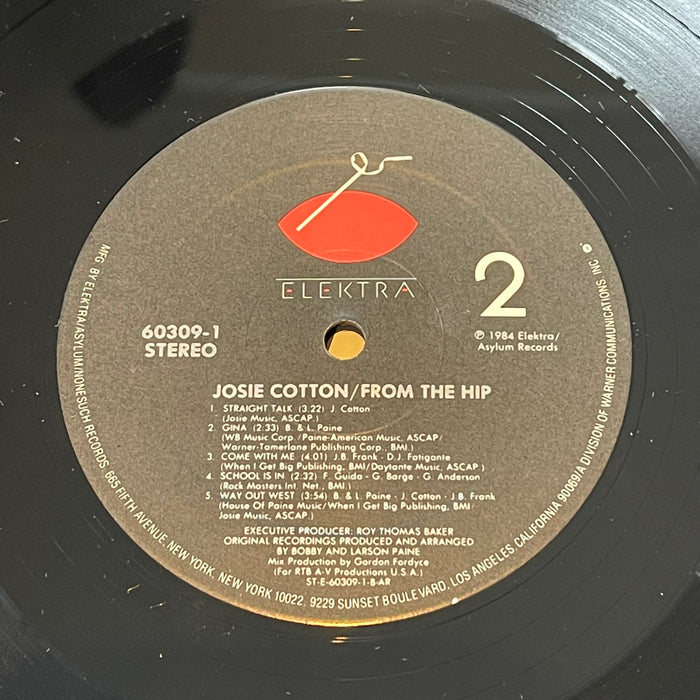 ELEKTRA
2
60309-1
STEREO
℗ 1984 Elektra/
Asylum Records
JOSIE COTTON/FROM THE HIP
1. STRAIGHT TALK (3:22) J. Cotton
(Josie Music, ASCAP.)
2. GINA (2:33) B. & L. Paine
(WB Music Corp./Paine-American Music, ASCAP/
Warner-Tamerlane Publishing Corp., BMI.)
3. COME WITH ME (4:01) J.B. Frank - D.J. Fatigante
(When I Get Big Publishing, BMI/Daytante Music, ASCAP.)
4. SCHOOL IS IN (2:32) F. Guida - G. Barge - G. Anderson
(Rock Masters Int. Net., BMI.)
5. WAY OUT WEST (3:54) B. & L. Paine - J. Cotton - J.B. Frank
(House Of Paine Music/When I Get Big Publishing, BMI/
Josie Music, ASCAP.)
EXECUTIVE PRODUCER: ROY THOMAS BAKER
ORIGINAL RECORDINGS PRODUCED AND ARRANGED
BY BOBBY AND LARSON PAINE
Mix Production by Gordon Fordyce
(For RTB A-V Productions U.S.A.)
ST-E-60309-1-B-AR
MFG. BY ELEKTRA/ASYLUM/NONESUCH RECORDS, 665 FIFTH AVENUE, NEW YORK, NEW YORK 10022. 9229 SUNSET BOULEVARD, LOS ANGELES, CALIFORNIA 90069/A DIVISION OF WARNER COMMUNICATIONS, INC.